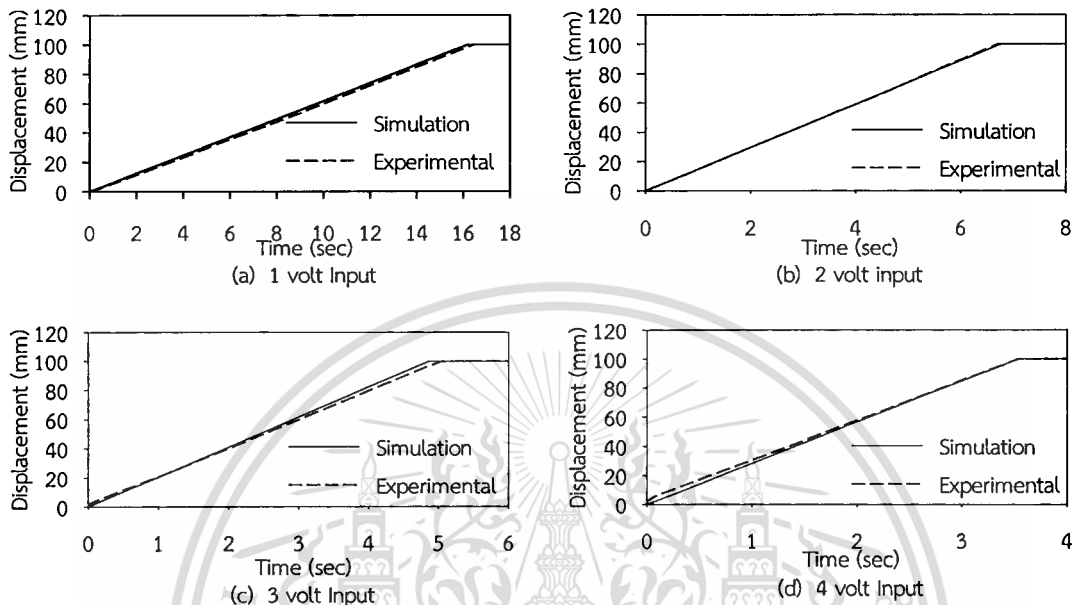 Displacement (mm)
120
100
80
60
40
20
0
Simulation
Experimental
0 2 4 6 8 10 12 14 16 18
Time (sec)
(a) 1 volt Input
Displacement (mm)
120
100
80
60
40
20
0
Simulation
Experimental
0 2 4 6 8
Time (sec)
(b) 2 volt input
Displacement (mm)
120
100
80
60
40
20
0
Simulation
Experimental
0 1 2 3 4 5 6
Time (sec)
(c) 3 volt Input
Displacement (mm)
120
100
80
60
40
20
0
Simulation
Experimental
0 1 2 3 4
Time (sec)
(d) 4 volt Input